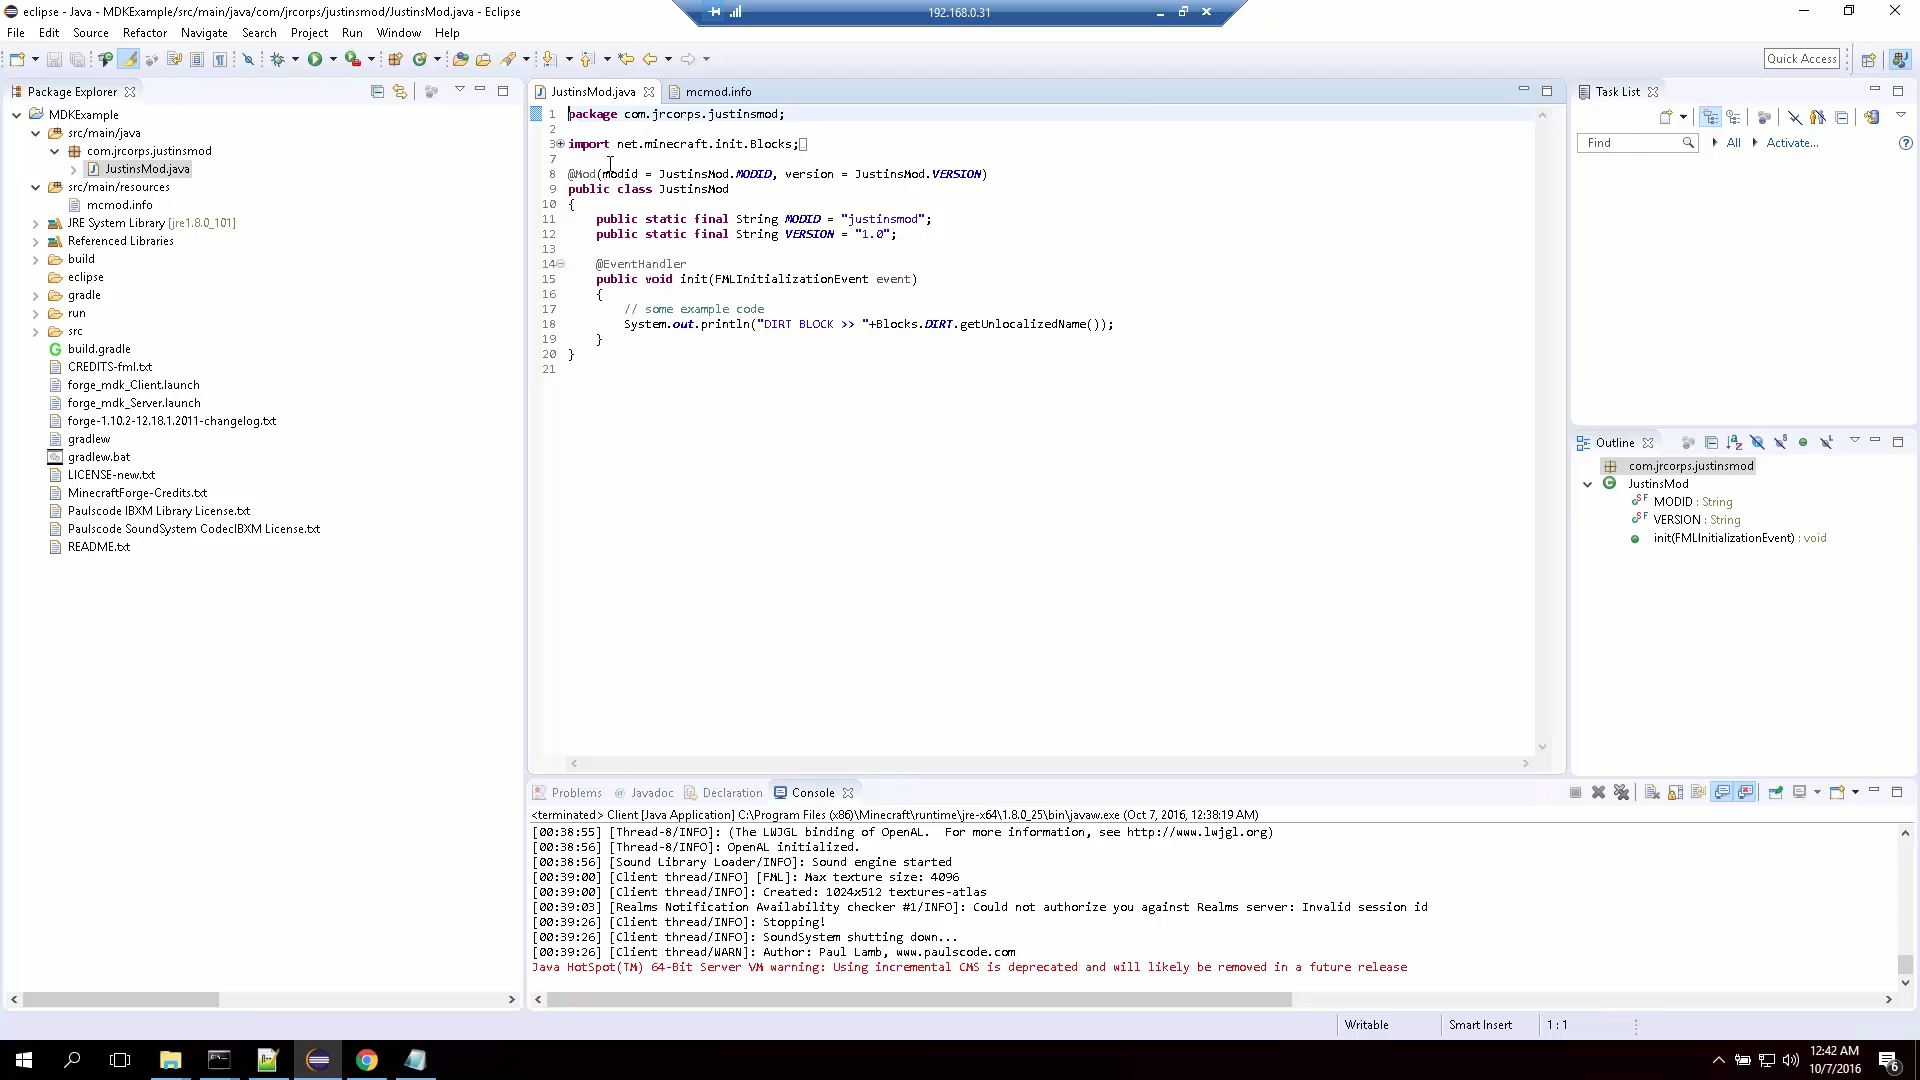 eclipse - Java - MDKExample/src/main/java/com/jrcorps/justinsmod/JustinsMod.java - Eclipse
192.168.0.31
File Edit Source Refactor Navigate Search Project Run Window Help
Quick Access
Package Explorer
MDKExample
src/main/java
com.jrcorps.justinsmod
JustinsMod.java
src/main/resources
mcmod.info
JRE System Library [jre1.8.0_101]
Referenced Libraries
build
eclipse
gradle
run
src
build.gradle
CREDITS-fml.txt
forge_mdk_Client.launch
forge_mdk_Server.launch
forge-1.10.2-12.18.1.2011-changelog.txt
gradlew
gradlew.bat
LICENSE-new.txt
MinecraftForge-Credits.txt
Paulscode IBXM Library License.txt
Paulscode SoundSystem CodecIBXM License.txt
README.txt
JustinsMod.java mcmod.info
1 package com.jrcorps.justinsmod;
2
3 import net.minecraft.init.Blocks;
7
8 @Mod(modid = JustinsMod.MODID, version = JustinsMod.VERSION)
9 public class JustinsMod
10 {
11 public static final String MODID = "justinsmod";
12 public static final String VERSION = "1.0";
13
14 @EventHandler
15 public void init(FMLInitializationEvent event)
16 {
17 // some example code
18 System.out.println("DIRT BLOCK >> "+Blocks.DIRT.getUnlocalizedName());
19 }
20 }
21
Task List
Find All Activate...
Outline
com.jrcorps.justinsmod
JustinsMod
MODID : String
VERSION : String
init(FMLInitializationEvent) : void
Problems Javadoc Declaration Console
<terminated> Client [Java Application] C:\Program Files (x86)\Minecraft\runtime\jre-x64\1.8.0_25\bin\javaw.exe (Oct 7, 2016, 12:38:19 AM)
[00:38:55] [Thread-8/INFO]: (The LWJGL binding of OpenAL.  For more information, see http://www.lwjgl.org)
[00:38:56] [Thread-8/INFO]: OpenAL initialized.
[00:38:56] [Sound Library Loader/INFO]: Sound engine started
[00:39:00] [Client thread/INFO] [FML]: Max texture size: 4096
[00:39:00] [Client thread/INFO]: Created: 1024x512 textures-atlas
[00:39:03] [Realms Notification Availability checker #1/INFO]: Could not authorize you against Realms server: Invalid session id
[00:39:26] [Client thread/INFO]: Stopping!
[00:39:26] [Client thread/INFO]: SoundSystem shutting down...
[00:39:26] [Client thread/WARN]: Author: Paul Lamb, www.paulscode.com
Java HotSpot(TM) 64-Bit Server VM warning: Using incremental CMS is deprecated and will likely be removed in a future release
Writable Smart Insert 1 : 1
12:42 AM
10/7/2016
6